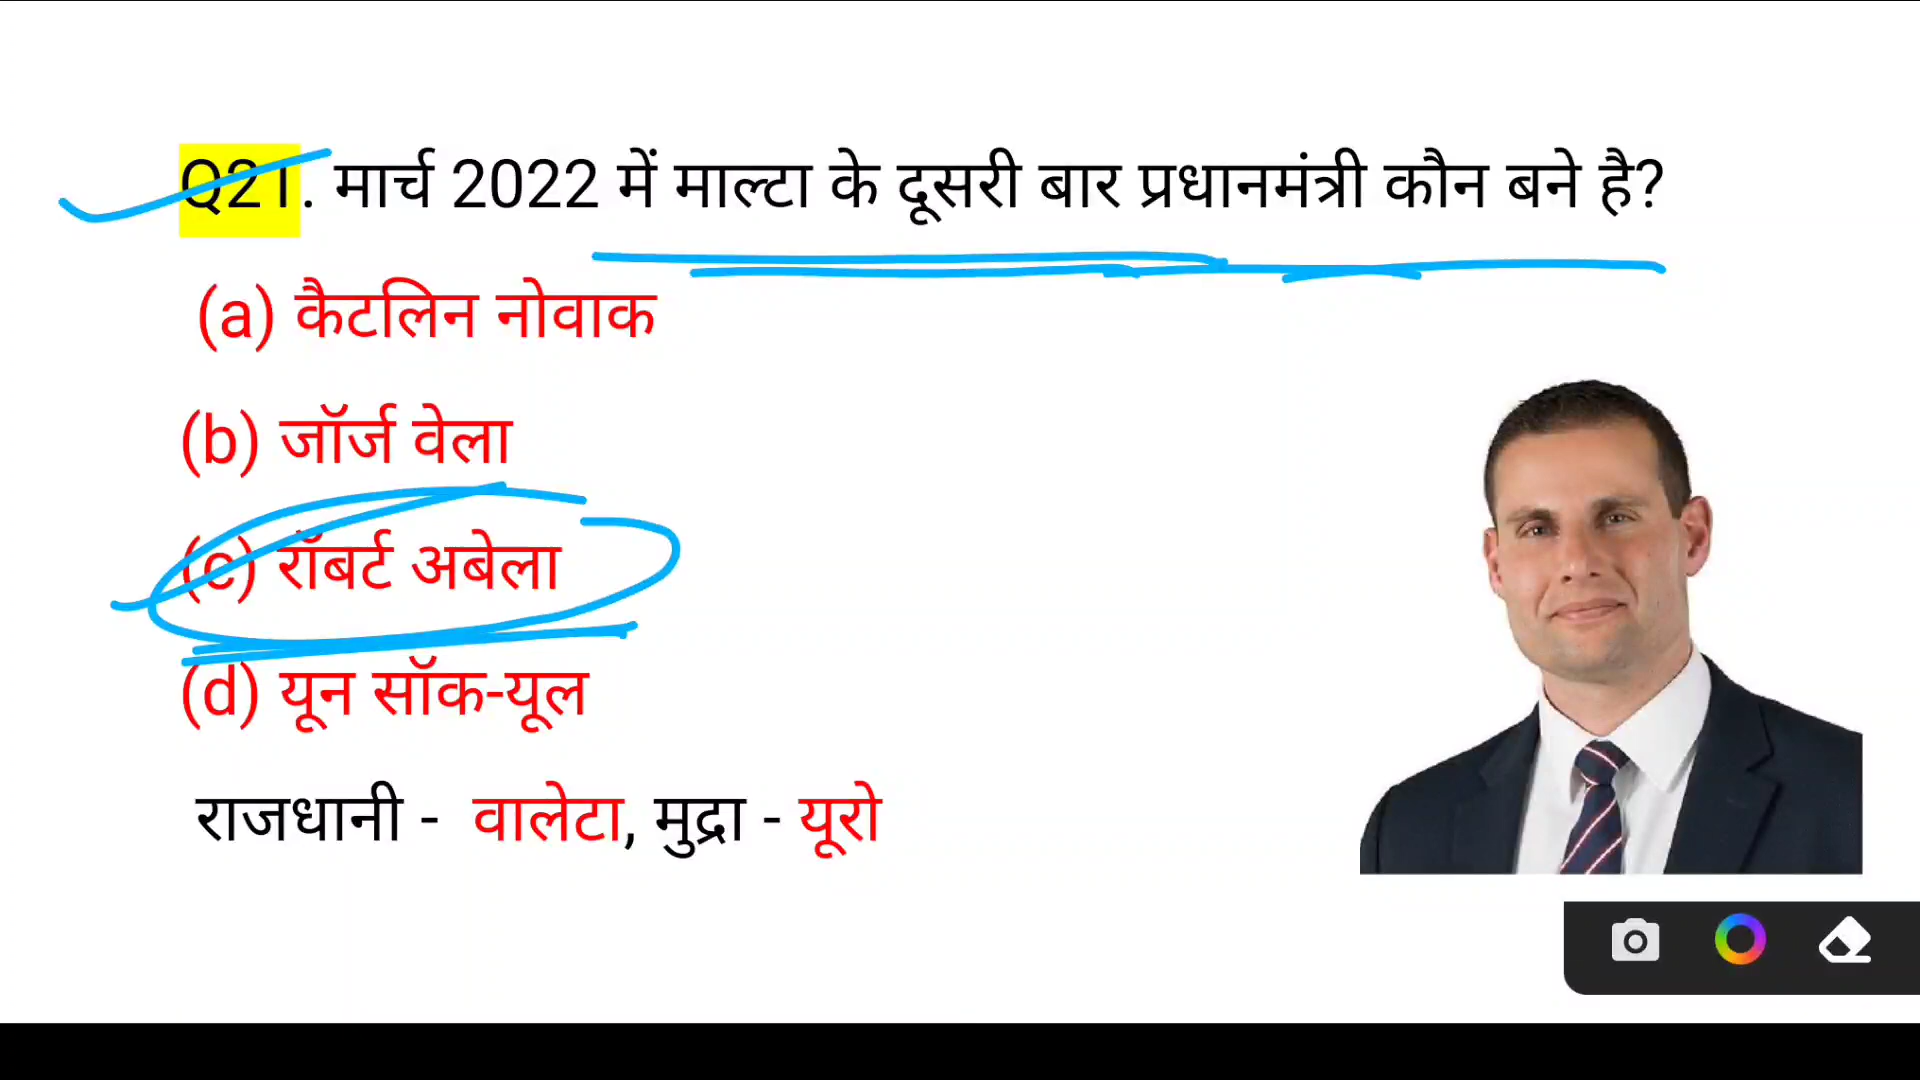 Q21. मार्च 2022 में माल्टा के दूसरी बार प्रधानमंत्री कौन बने है?
(a) कैटलिन नोवाक
(b) जॉर्ज वेला
(c) रॉबर्ट अबेला
(d) यून सॉक-यूल
राजधानी - वालेटा, मुद्रा - यूरो